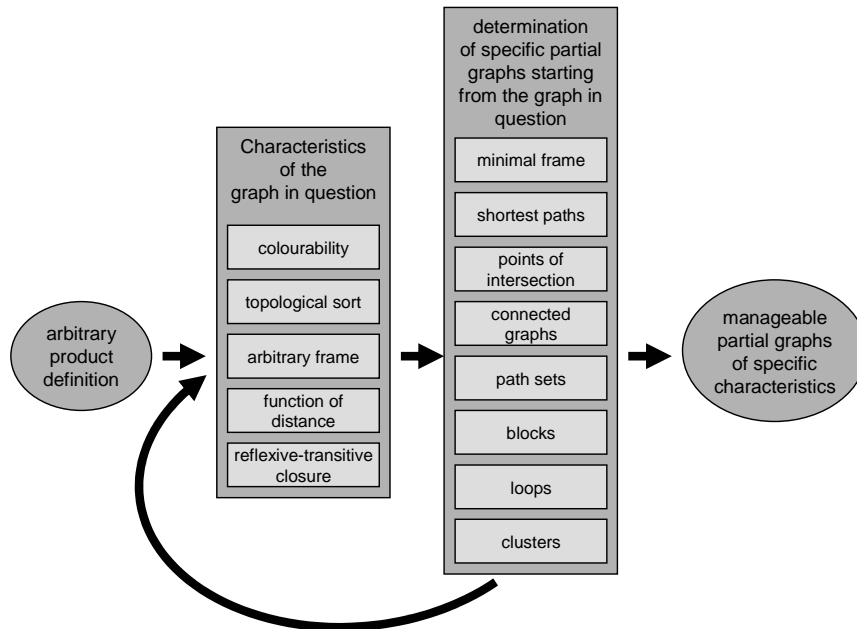 arbitrary
product
definition
Characteristics
of the
graph in question
colourability
topological sort
arbitrary frame
function of
distance
reflexive-transitive
closure
determination
of specific partial
graphs starting
from the graph in
question
minimal frame
shortest paths
points of
intersection
connected
graphs
path sets
blocks
loops
clusters
manageable
partial graphs
of specific
characteristics